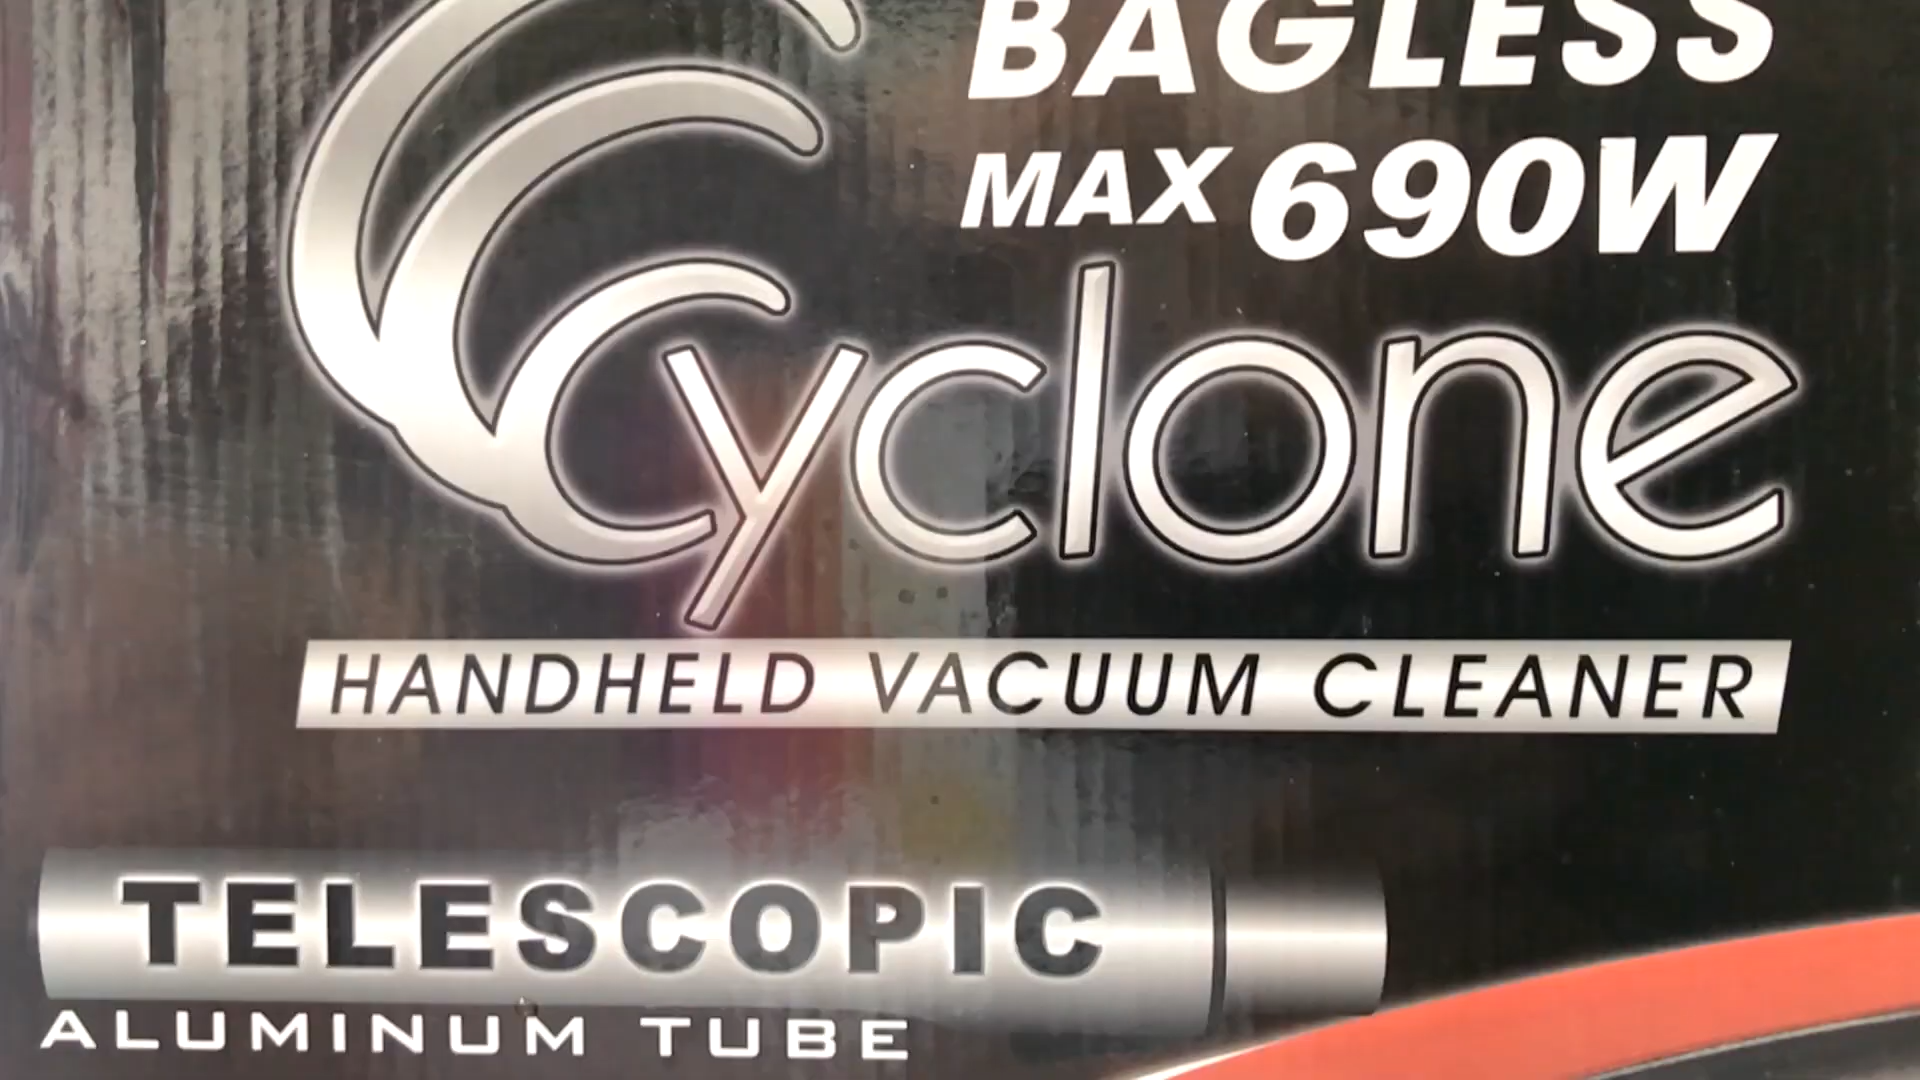 BAGLESS
MAX 690W
Cyclone
HANDHELD VACUUM CLEANER
TELESCOPIC
ALUMINUM TUBE